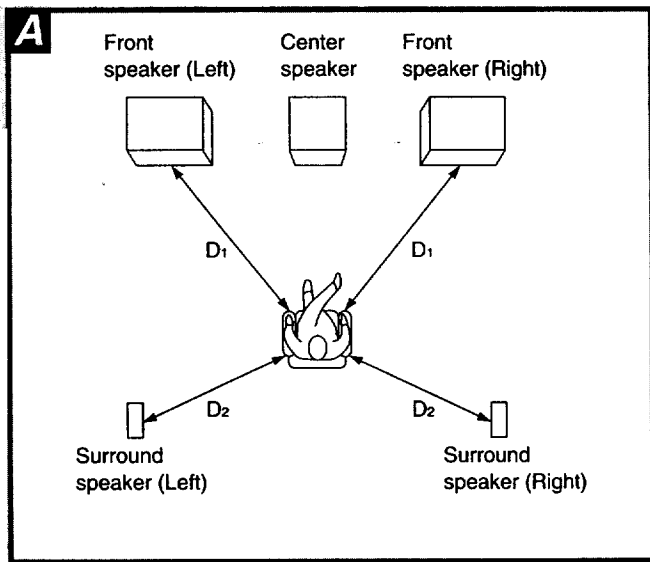 A
Front
speaker (Left)
Center
speaker
Front
speaker (Right)
D1
D1
D2
D2
Surround
speaker (Left)
Surround
speaker (Right)